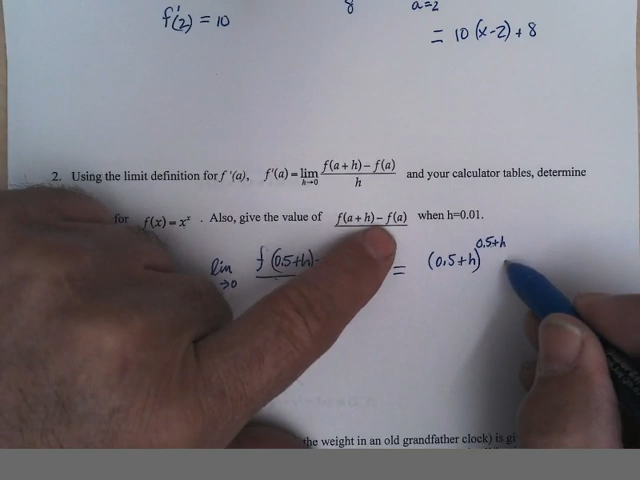 f'(2) = 10
8
a=2
= 10(x-2)+8
2. Using the limit definition for f '(a), f'(a) = lim h→0 f(a+h) − f(a) / h and your calculator tables, determine
for f(x) = x^x . Also, give the value of f(a+h) − f(a) when h=0.01.
lim →0 f(0.5+h)- = (0.5+h)^0.5+h
the weight in an old grandfather clock) is gi